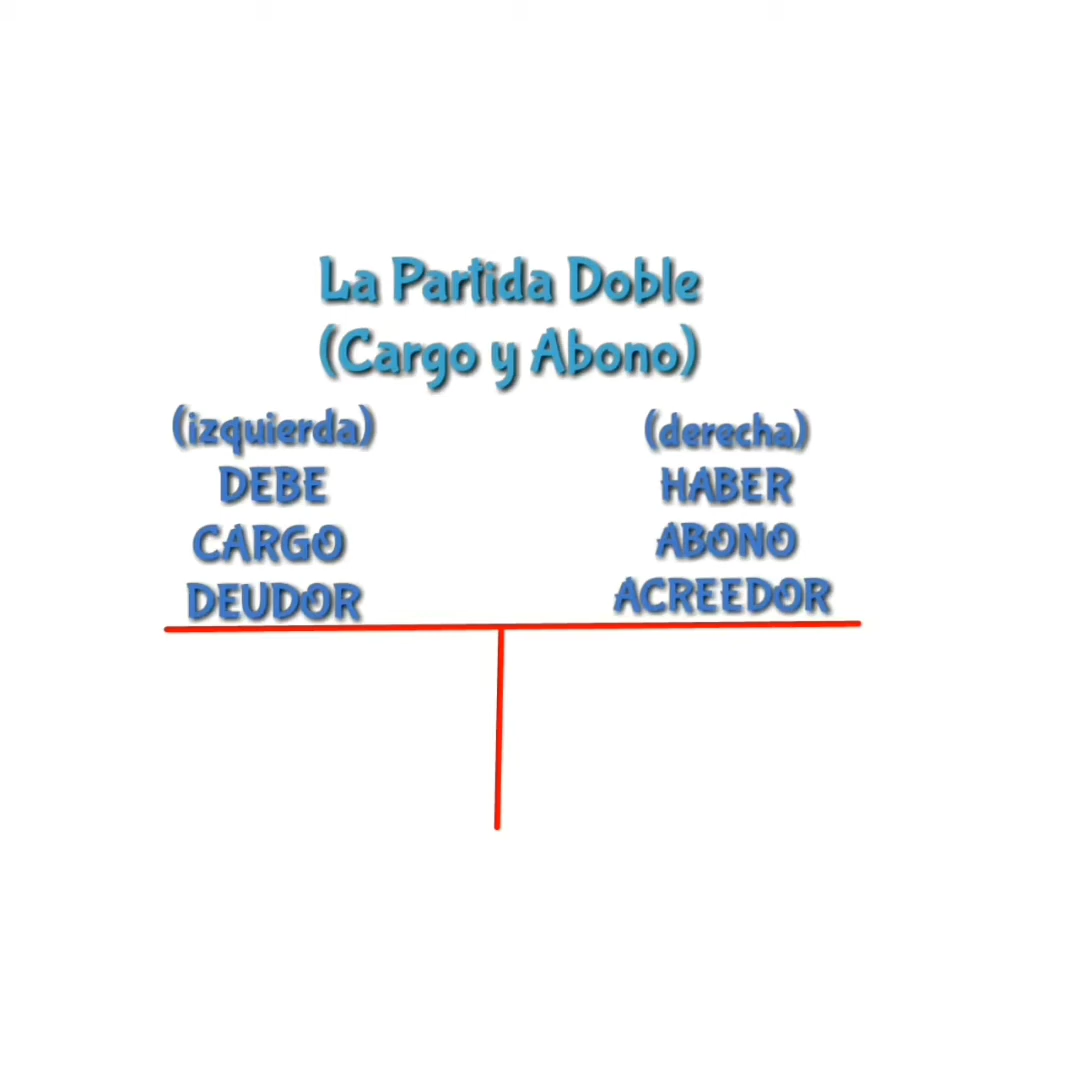 La Partida Doble
(Cargo y Abono)
(izquierda)
DEBE
CARGO
DEUDOR
(derecha)
HABER
ABONO
ACREEDOR